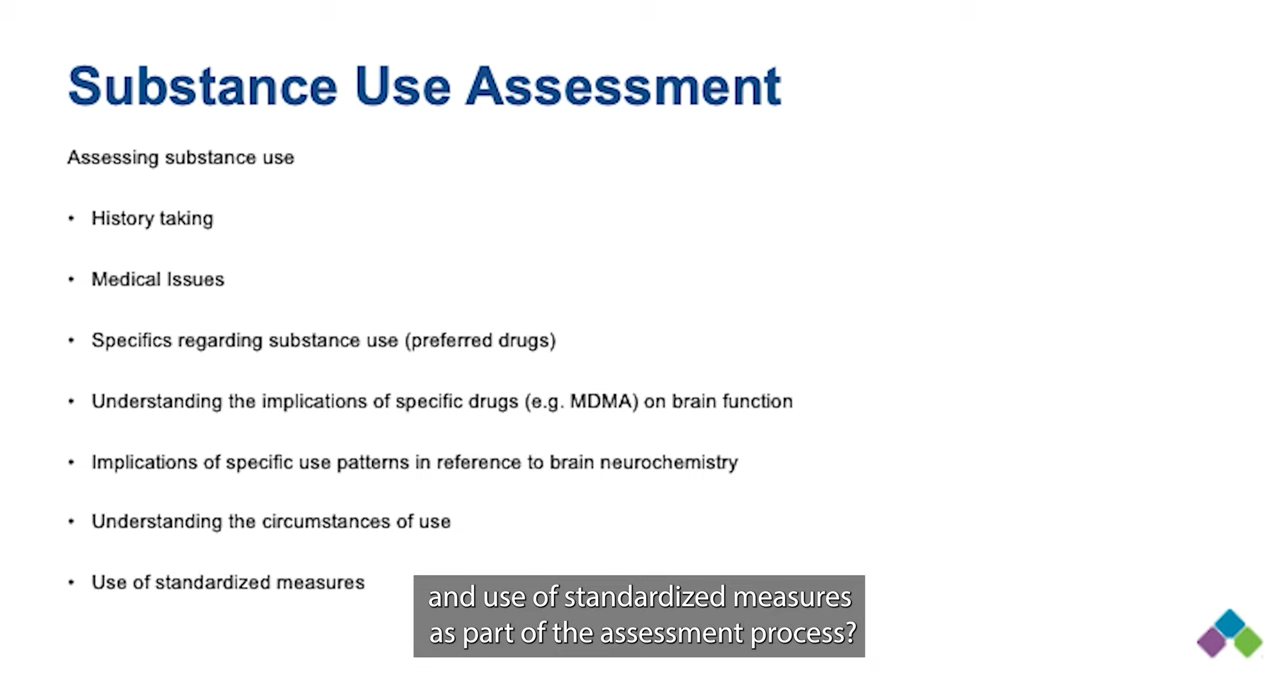 Substance Use Assessment
Assessing substance use
• History taking
• Medical Issues
• Specifics regarding substance use (preferred drugs)
• Understanding the implications of specific drugs (e.g. MDMA) on brain function
• Implications of specific use patterns in reference to brain neurochemistry
• Understanding the circumstances of use
• Use of standardized measures
and use of standardized measures
as part of the assessment process?